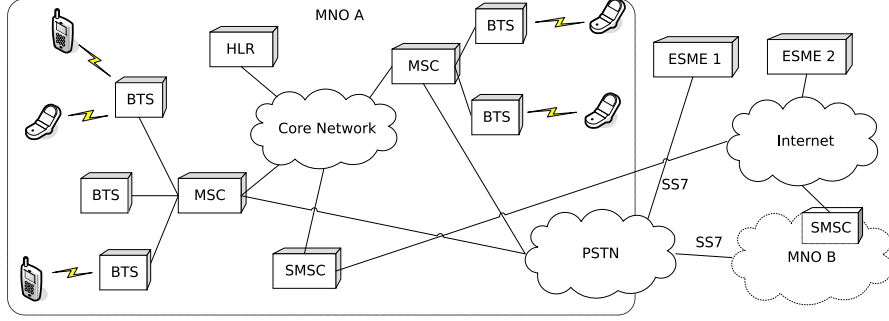 MNO A
BTS
HLR
MSC
ESME 1
ESME 2
BTS
Core Network
BTS
Internet
BTS
MSC
SS7
SMSC
SS7
BTS
SMSC
PSTN
MNO B